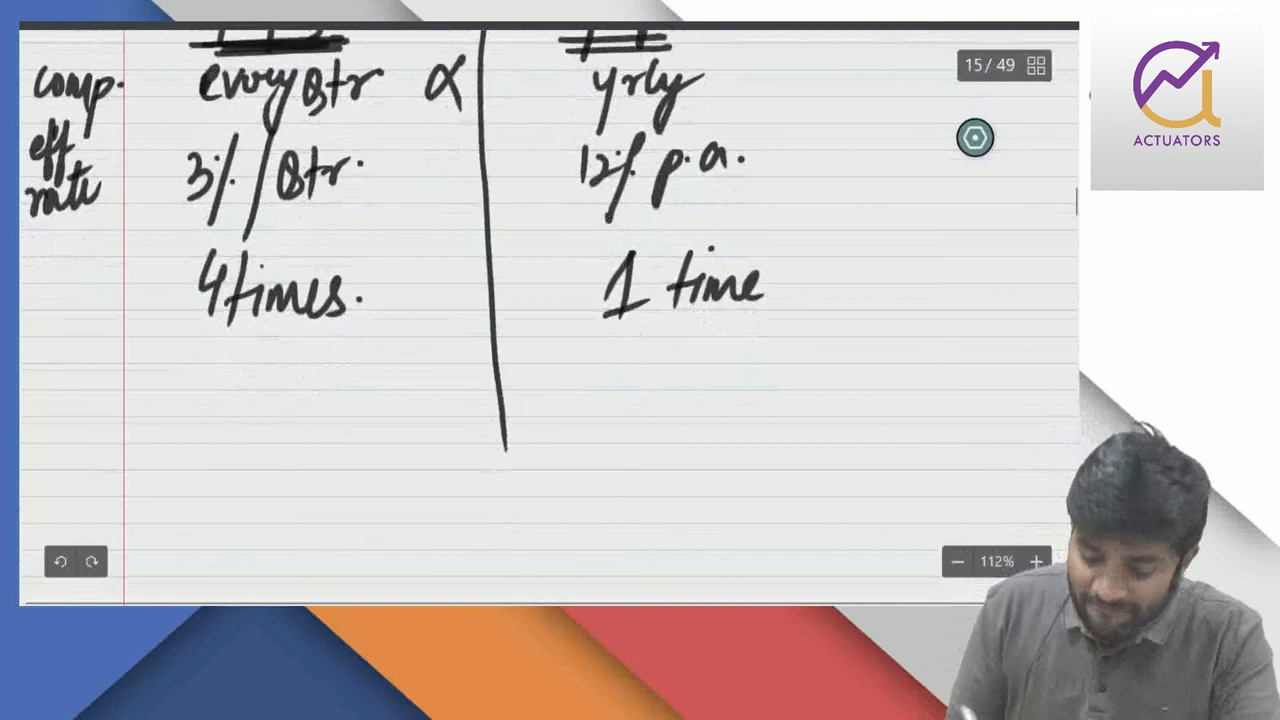 comp. every Qtr α yrly
eff rate 3% / Qtr. 12% p.a.
4 times. 1 time
15 / 49
ACTUATORS
112%